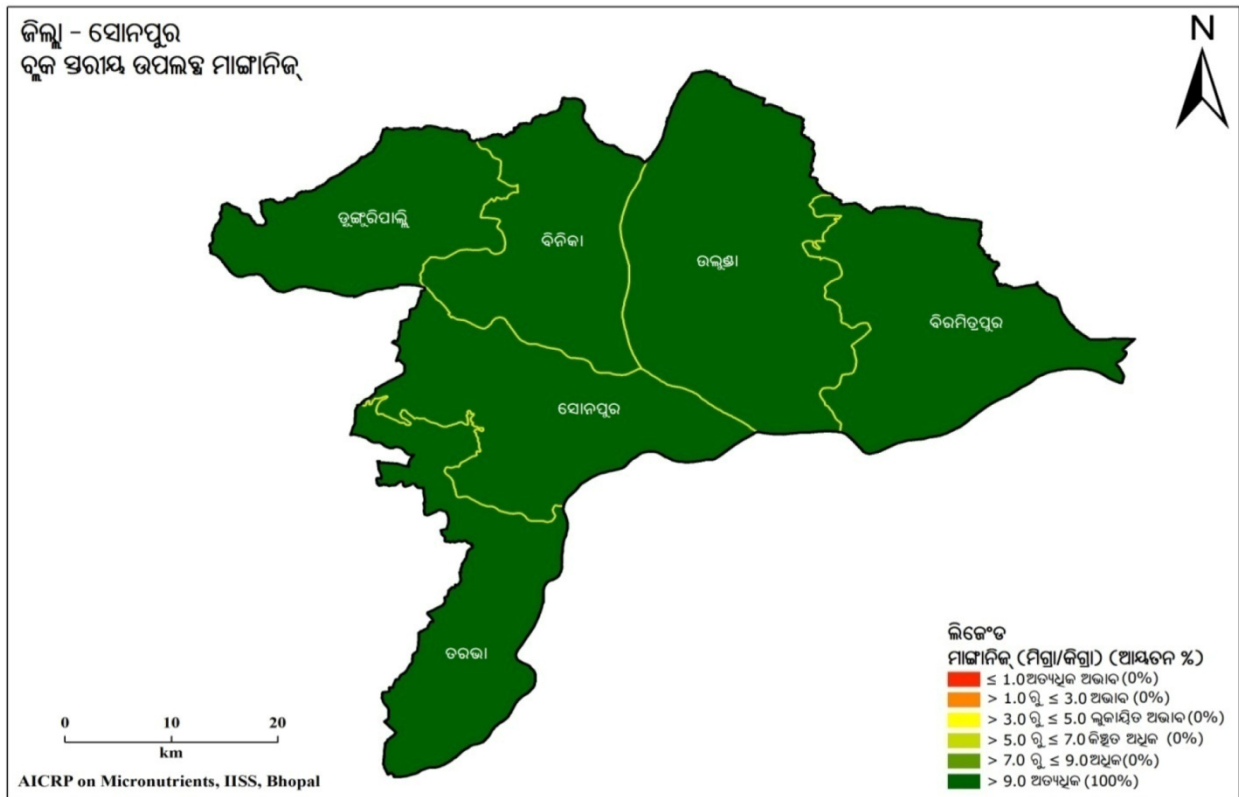 ଜିଲ୍ଲା - ସୋନପୁର
ବ୍ଲକ ସ୍ତରୀୟ ଉପଲବ୍ଧ ମାଙ୍ଗାନିଜ୍
N
ଡୁଙ୍ଗୁରିପାଲ୍ଲି
ବିନିକା
ଉଲୁଣ୍ଡା
ବିରମିତ୍ରପୁର
ସୋନପୁର
ତରଭା
ଲିଜେଂଡ
ମାଙ୍ଗାନିଜ୍ (ମିଗ୍ରା/କିଗ୍ରା) (ଆୟତନ %)
≤ 1.0 ଅତ୍ୟଧିକ ଅଭାବ (0%)
> 1.0 ରୁ ≤ 3.0 ଅଭାବ (0%)
> 3.0 ରୁ ≤ 5.0 ଲୁକାୟିତ ଅଭାବ (0%)
> 5.0 ରୁ ≤ 7.0 କିଞ୍ଚିତ ଅଧିକ (0%)
> 7.0 ରୁ ≤ 9.0 ଅଧିକ (0%)
> 9.0 ଅତ୍ୟଧିକ (100%)
0 10 20
km
AICRP on Micronutrients, IISS, Bhopal